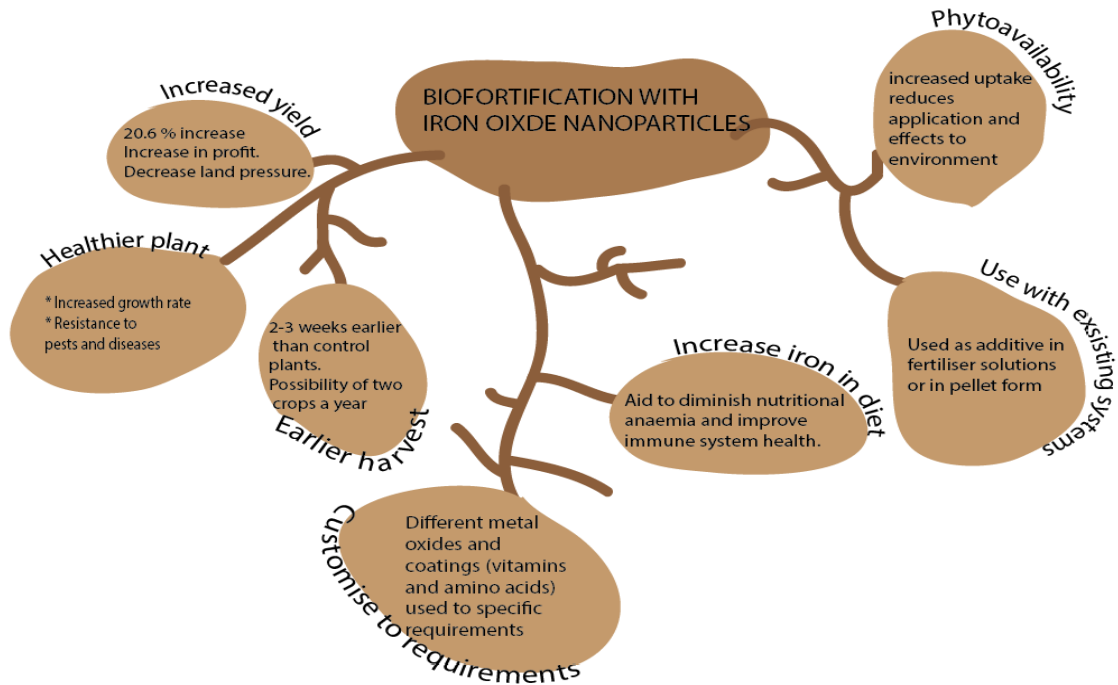 BIOFORTIFICATION WITH
IRON OIXDE NANOPARTICLES
Increased yield
20.6 % increase
Increase in profit.
Decrease land pressure.
Healthier plant
* Increased growth rate
* Resistance to
pests and diseases
2-3 weeks earlier
than control
plants.
Possibility of two
crops a year
Earlier harvest
Different metal
oxides and
coatings (vitamins
and amino acids)
used to specific
requirements
Customise to requirements
Increase iron in diet
Aid to diminish nutritional
anaemia and improve
immune system health.
Phytoavailability
increased uptake
reduces
application and
effects to
environment
Use with exsisting systems
Used as additive in
fertiliser solutions
or in pellet form